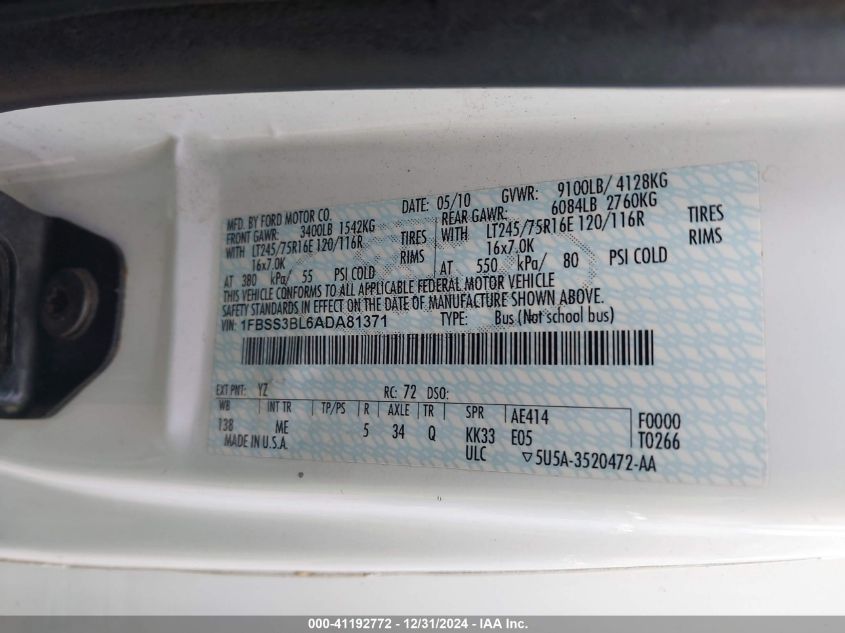 MFG. BY FORD MOTOR CO. DATE: 05/10 GVWR: 9100LB/ 4128KG
FRONT GAWR: 3400LB 1542KG REAR GAWR: 6084LB 2760KG
WITH LT245/75R16E 120/116R TIRES WITH LT245/75R16E 120/116R TIRES
16x7.0K RIMS 16x7.0K RIMS
AT 380 kPa/ 55 PSI COLD AT 550 kPa/ 80 PSI COLD
THIS VEHICLE CONFORMS TO ALL APPLICABLE FEDERAL MOTOR VEHICLE
SAFETY STANDARDS IN EFFECT ON THE DATE OF MANUFACTURE SHOWN ABOVE.
VIN: 1FBSS3BL6ADA81371 TYPE: Bus (Not School bus)
EXT PNT: YZ RC: 72 DSO:
WB INT TR TP/PS R AXLE TR SPR AE414 F0000
138 ME 5 34 Q KK33 E05 T0266
MADE IN U.S.A. ULC ▽5U5A-3520472-AA
000-41192772 - 12/31/2024 - IAA Inc.